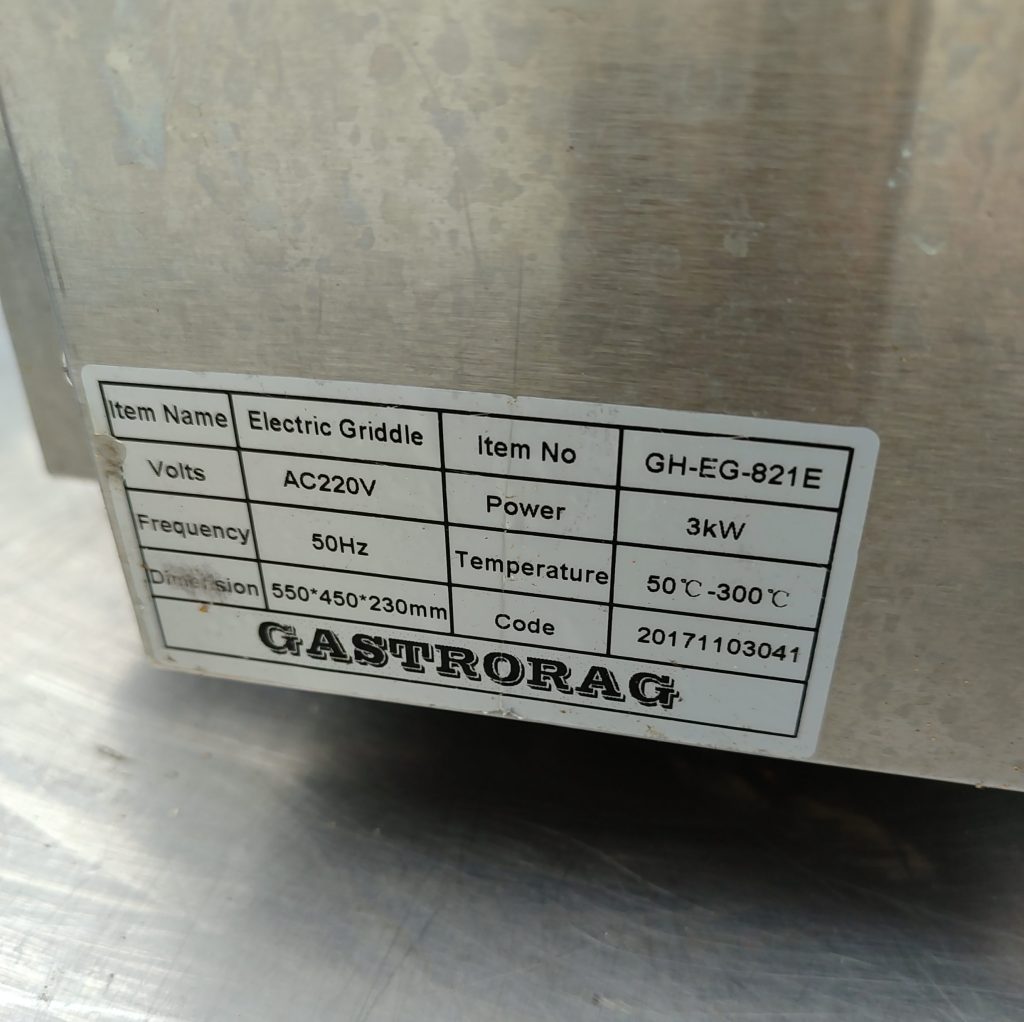 Item Name Electric Griddle Item No GH-EG-821E
Volts AC220V Power 3kW
Frequency 50Hz Temperature 50℃-300℃
Dimension 550*450*230mm Code 20171103041
GASTRORAG